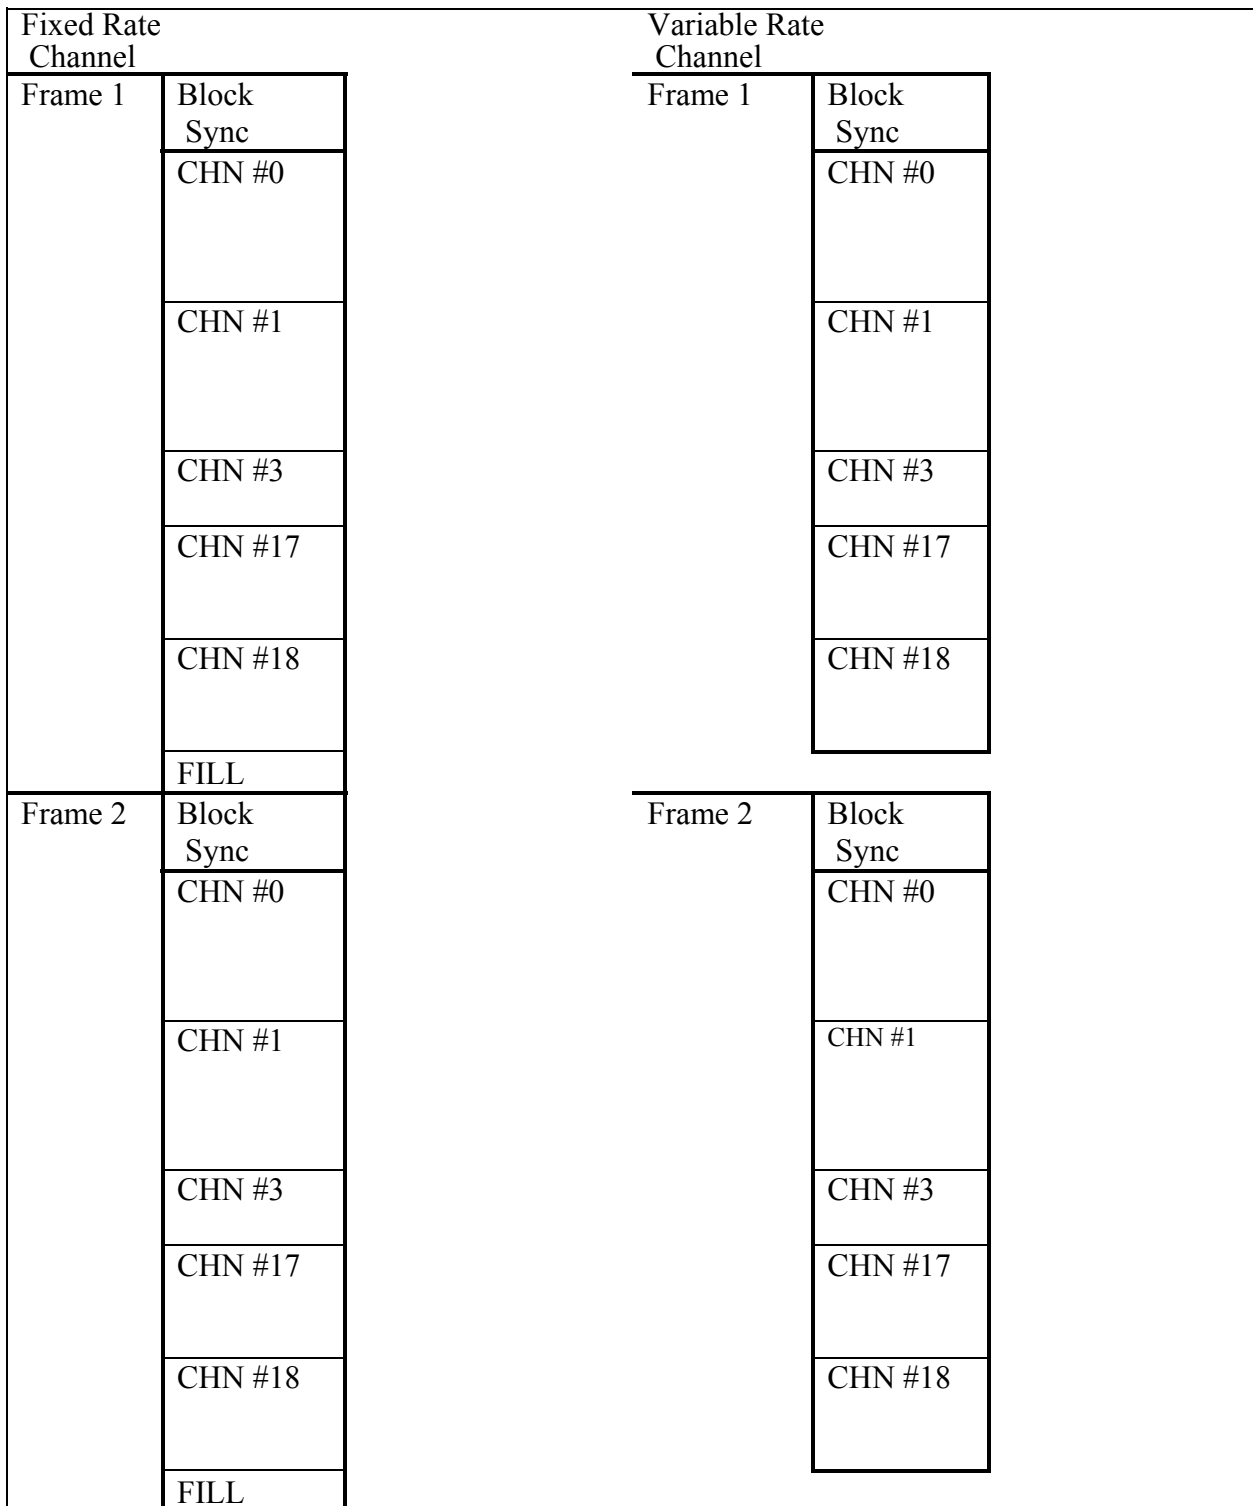 Fixed Rate
Channel
Frame 1
Block
Sync
CHN #0
CHN #1
CHN #3
CHN #17
CHN #18
FILL
Frame 2
Block
Sync
CHN #0
CHN #1
CHN #3
CHN #17
CHN #18
FILL
Variable Rate
Channel
Frame 1
Block
Sync
CHN #0
CHN #1
CHN #3
CHN #17
CHN #18
Frame 2
Block
Sync
CHN #0
CHN #1
CHN #3
CHN #17
CHN #18